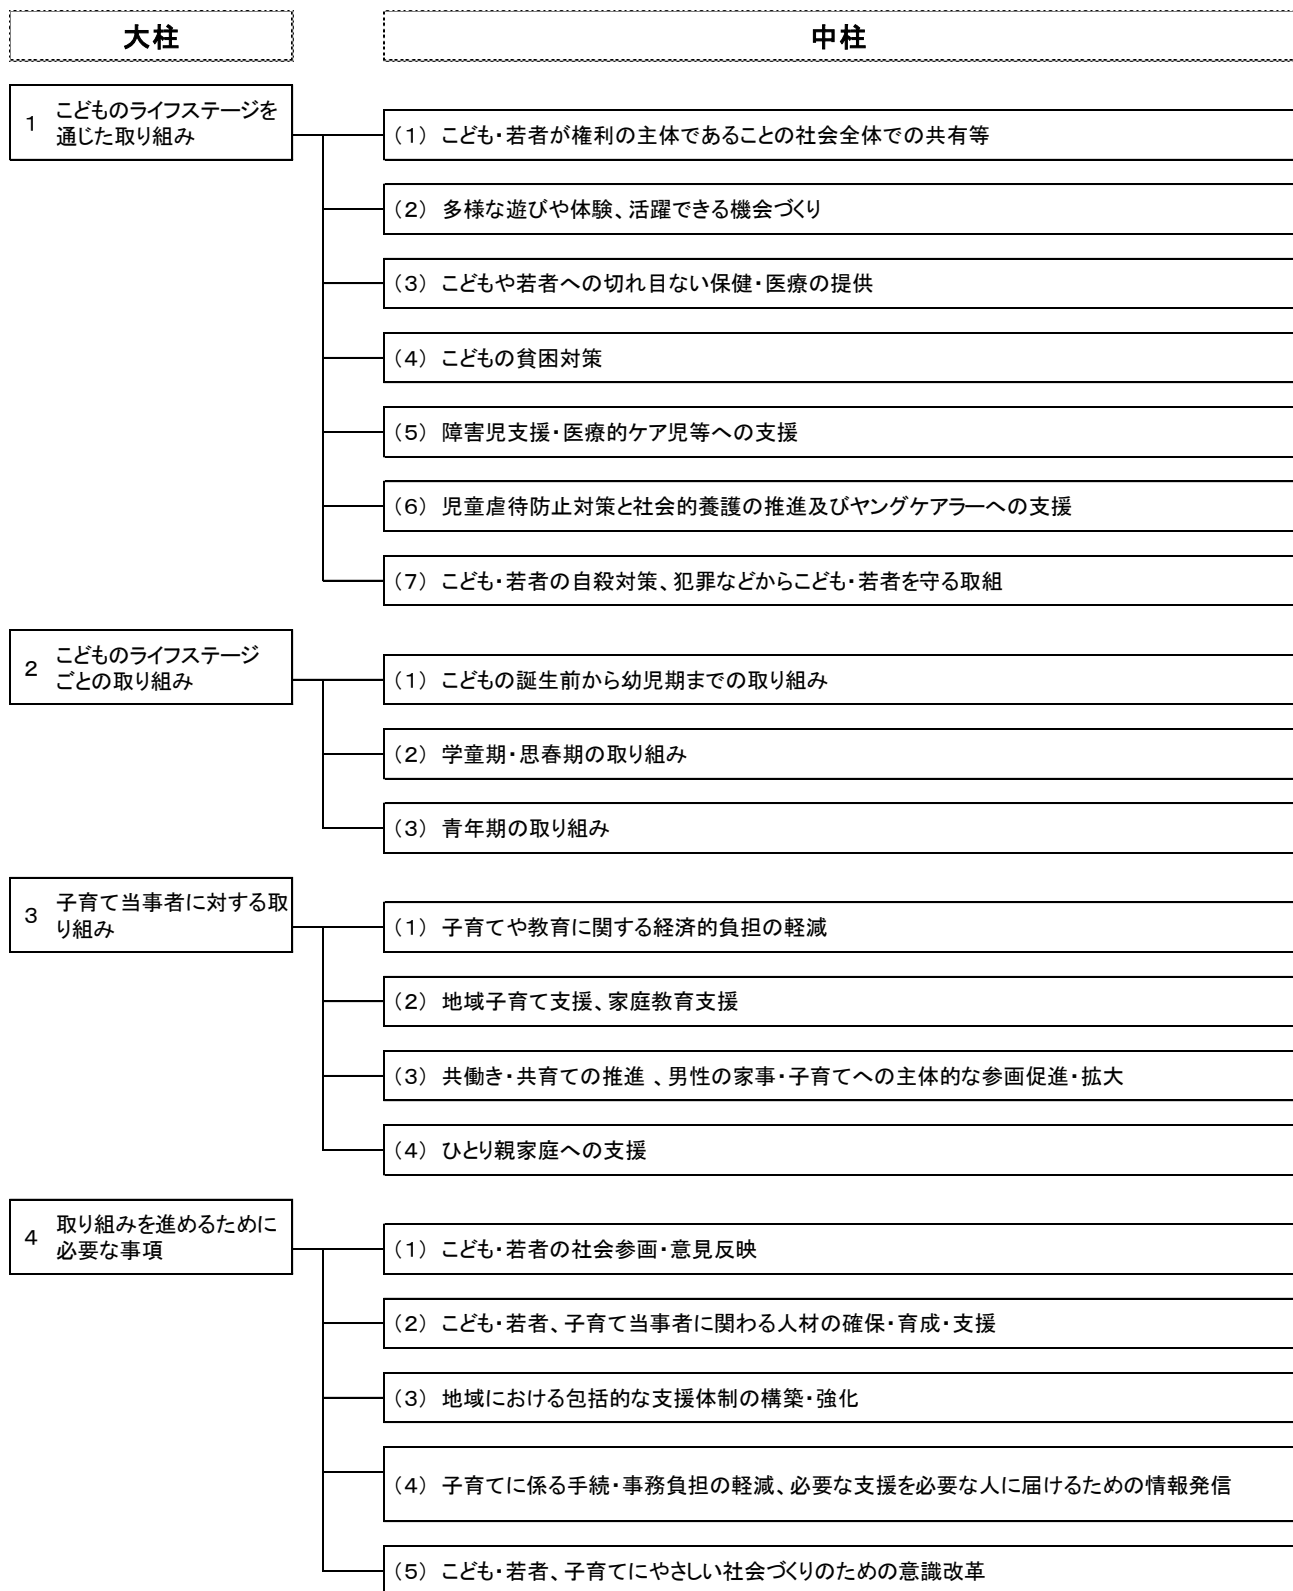 大柱
中柱
1 こどものライフステージを
通じた取り組み
(1) こども・若者が権利の主体であることの社会全体での共有等
(2) 多様な遊びや体験、活躍できる機会づくり
(3) こどもや若者への切れ目ない保健・医療の提供
(4) こどもの貧困対策
(5) 障害児支援・医療的ケア児等への支援
(6) 児童虐待防止対策と社会的養護の推進及びヤングケアラーへの支援
(7) こども・若者の自殺対策、犯罪などからこども・若者を守る取組
2 こどものライフステージ
ごとの取り組み
(1) こどもの誕生前から幼児期までの取り組み
(2) 学童期・思春期の取り組み
(3) 青年期の取り組み
3 子育て当事者に対する取
り組み
(1) 子育てや教育に関する経済的負担の軽減
(2) 地域子育て支援、家庭教育支援
(3) 共働き・共育ての推進 、男性の家事・子育てへの主体的な参画促進・拡大
(4) ひとり親家庭への支援
4 取り組みを進めるために
必要な事項
(1) こども・若者の社会参画・意見反映
(2) こども・若者、子育て当事者に関わる人材の確保・育成・支援
(3) 地域における包括的な支援体制の構築・強化
(4) 子育てに係る手続・事務負担の軽減、必要な支援を必要な人に届けるための情報発信
(5) こども・若者、子育てにやさしい社会づくりのための意識改革